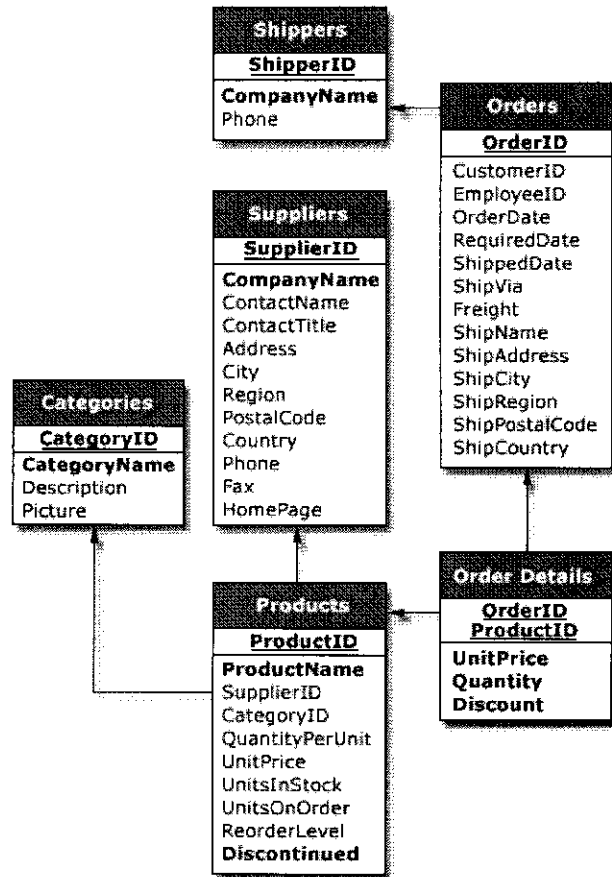 Shippers
ShipperID
CompanyName
Phone
Orders
OrderID
CustomerID
EmployeeID
OrderDate
RequiredDate
ShippedDate
ShipVia
Freight
ShipName
ShipAddress
ShipCity
ShipRegion
ShipPostalCode
ShipCountry
Suppliers
SupplierID
CompanyName
ContactName
ContactTitle
Address
City
Region
PostalCode
Country
Phone
Fax
HomePage
Categories
CategoryID
CategoryName
Description
Picture
Products
ProductID
ProductName
SupplierID
CategoryID
QuantityPerUnit
UnitPrice
UnitsInStock
UnitsOnOrder
ReorderLevel
Discontinued
Order Details
OrderID
ProductID
UnitPrice
Quantity
Discount